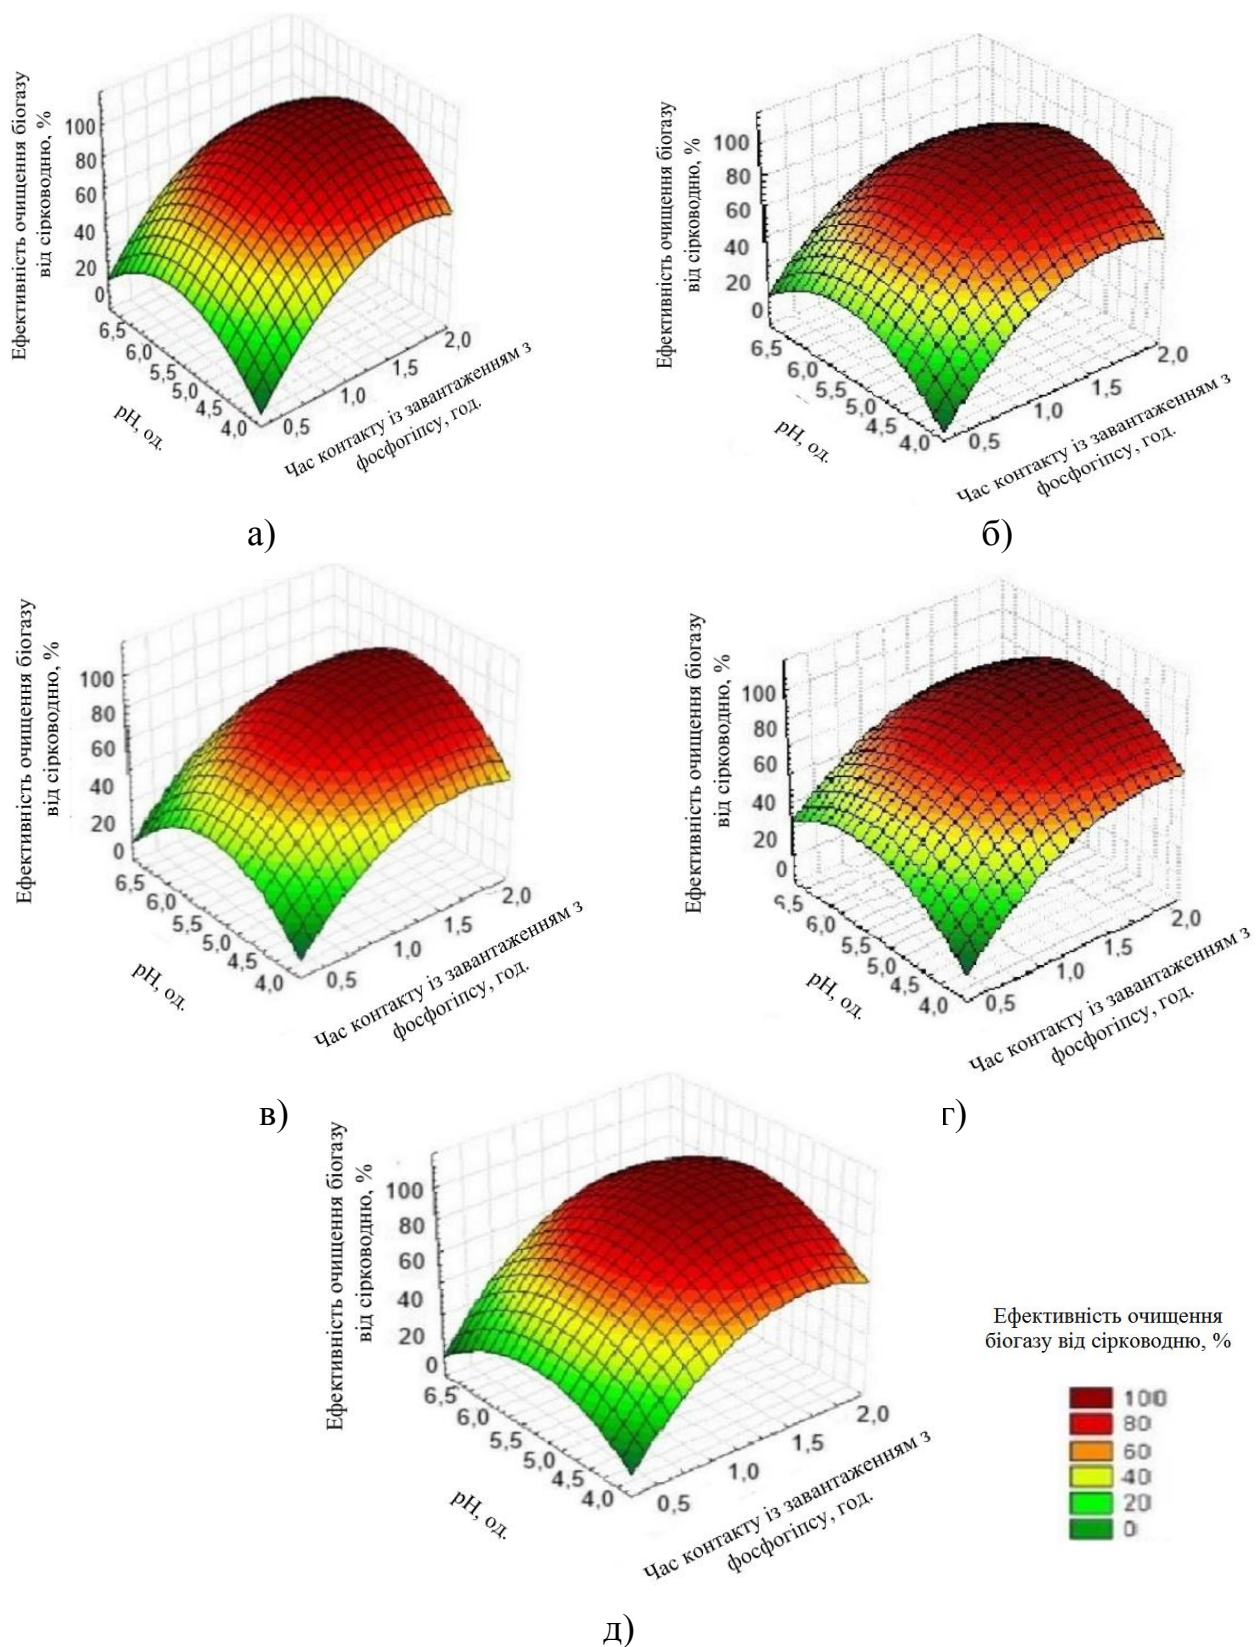 Ефективність очищення біогазу
від сірководню, %
100
80
60
40
20
0
6,5
6,0
5,5
5,0
4,5
4,0
pH, од.
0,5
1,0
1,5
2,0
Час контакту із завантаженням з
фосфогіпсу, год.
а)
Ефективність очищення біогазу
від сірководню, %
100
80
60
40
20
0
6,5
6,0
5,5
5,0
4,5
4,0
pH, од.
0,5
1,0
1,5
2,0
Час контакту із завантаженням з
фосфогіпсу, год.
б)
Ефективність очищення біогазу
від сірководню, %
100
80
60
40
20
0
6,5
6,0
5,5
5,0
4,5
4,0
pH, од.
0,5
1,0
1,5
2,0
Час контакту із завантаженням з
фосфогіпсу, год.
в)
Ефективність очищення біогазу
від сірководню, %
100
80
60
40
20
0
6,5
6,0
5,5
5,0
4,5
4,0
pH, од.
0,5
1,0
1,5
2,0
Час контакту із завантаженням з
фосфогіпсу, год.
г)
Ефективність очищення біогазу
від сірководню, %
100
80
60
40
20
0
6,5
6,0
5,5
5,0
4,5
4,0
pH, од.
0,5
1,0
1,5
2,0
Час контакту із завантаженням з
фосфогіпсу, год.
д)
Ефективність очищення
біогазу від сірководню, %
100
80
60
40
20
0